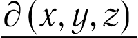 ∂(x, y, z)